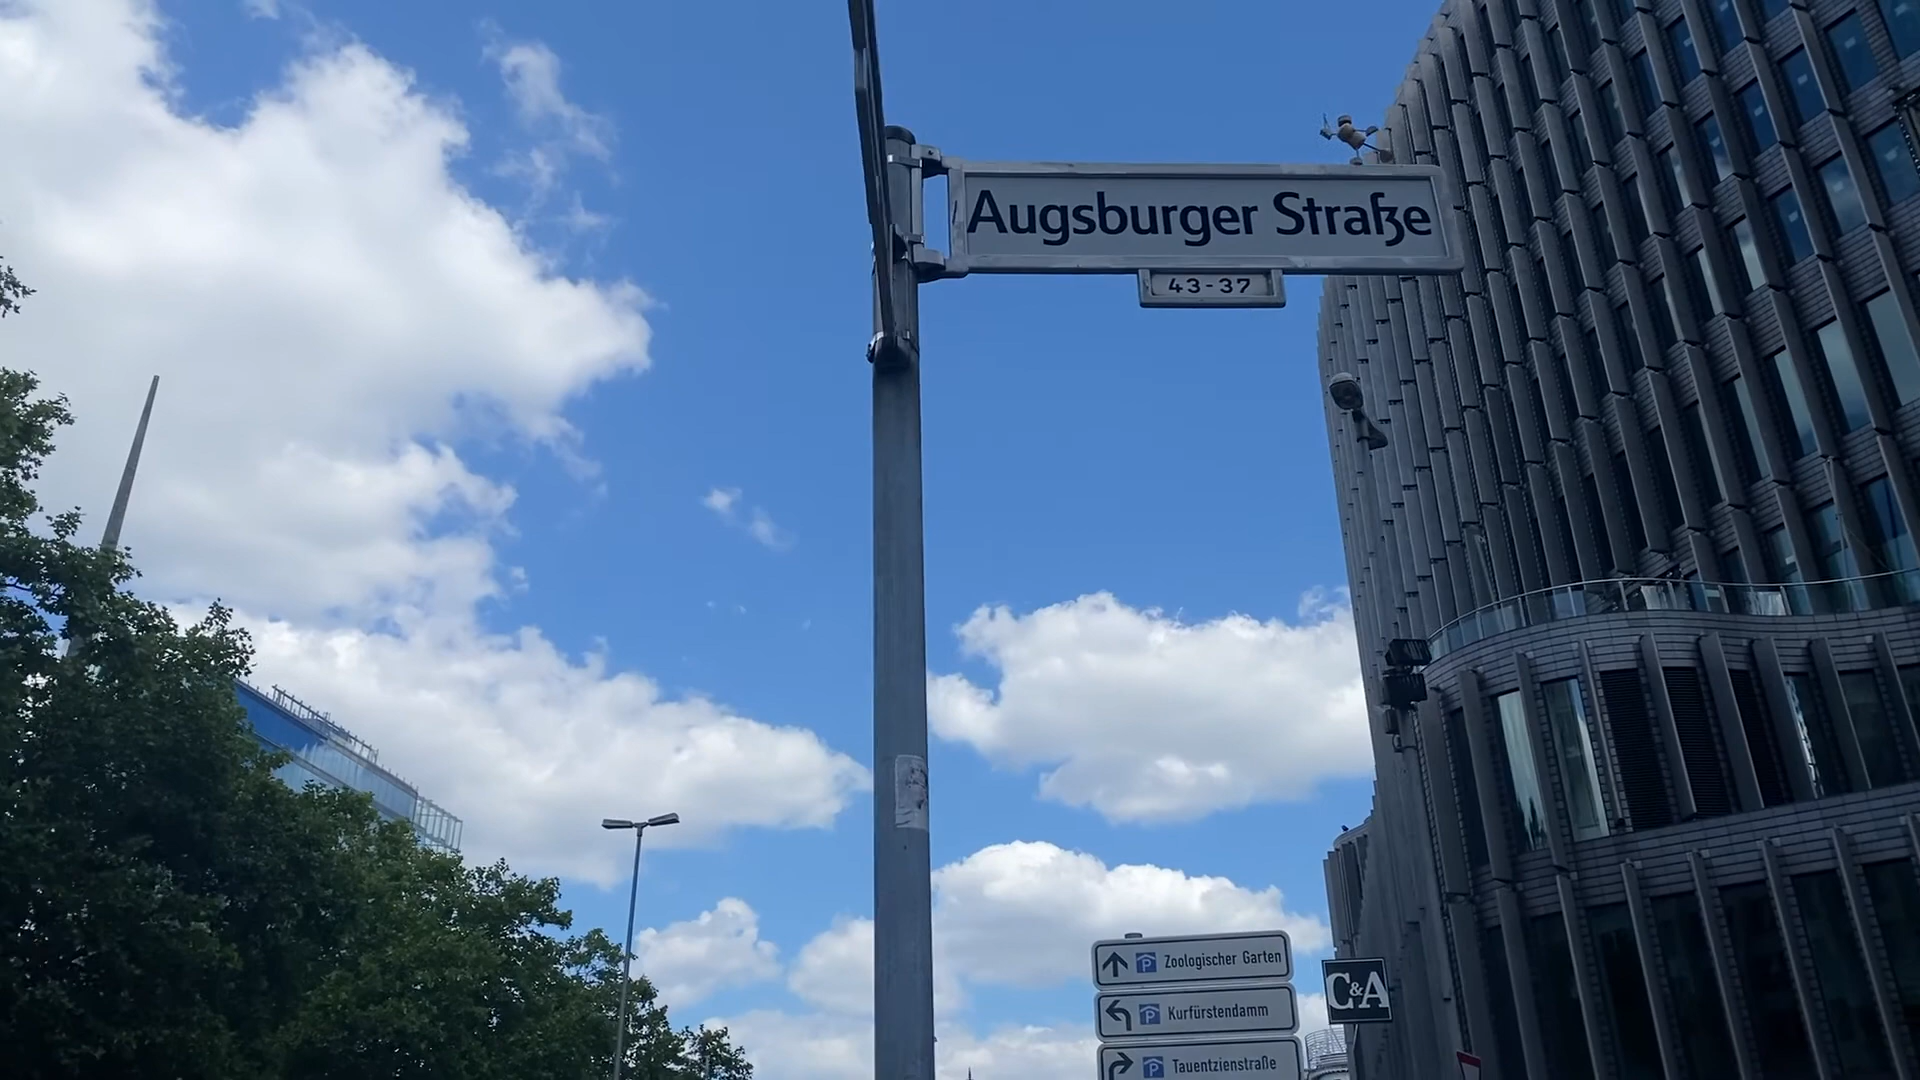 Augsburger Straße
43-37
P Zoologischer Garten
P Kurfürstendamm
P Tauentzienstraße
C&A